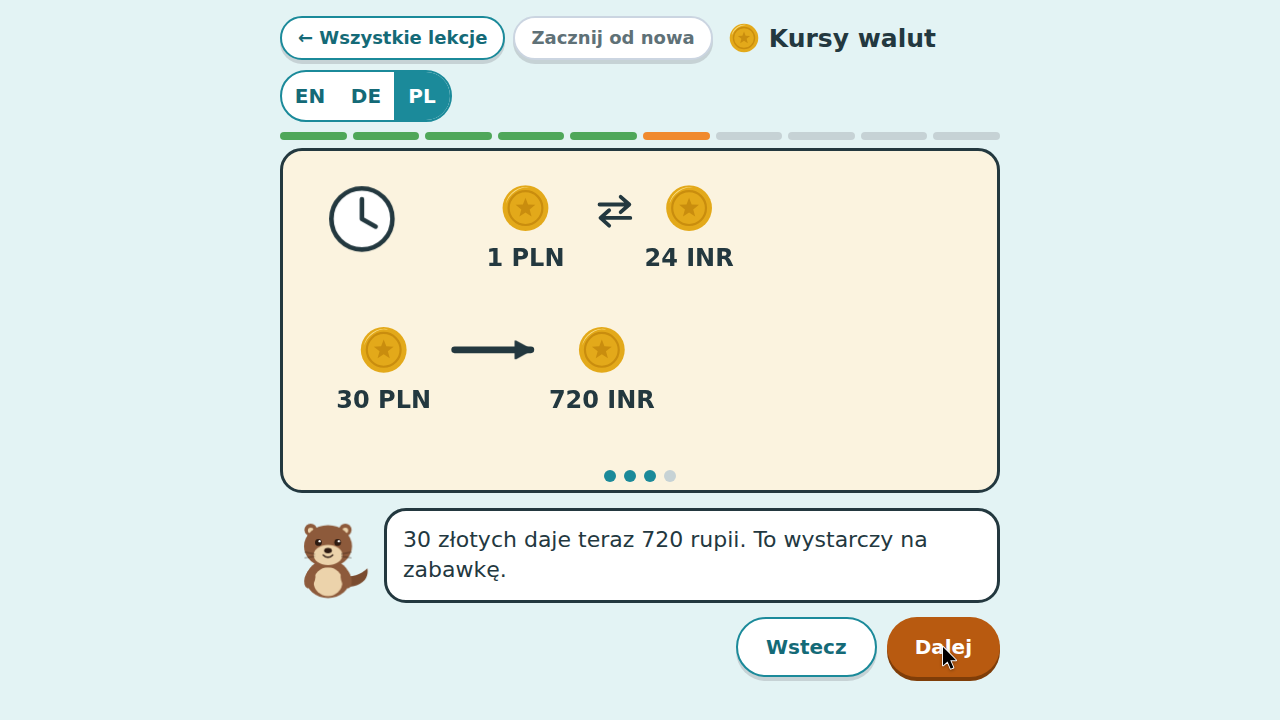 ← Wszystkie lekcje
Zacznij od nowa
Kursy walut
EN DE PL
1 PLN
24 INR
30 PLN
720 INR
30 złotych daje teraz 720 rupii. To wystarczy na
zabawkę.
Wstecz
Dalej